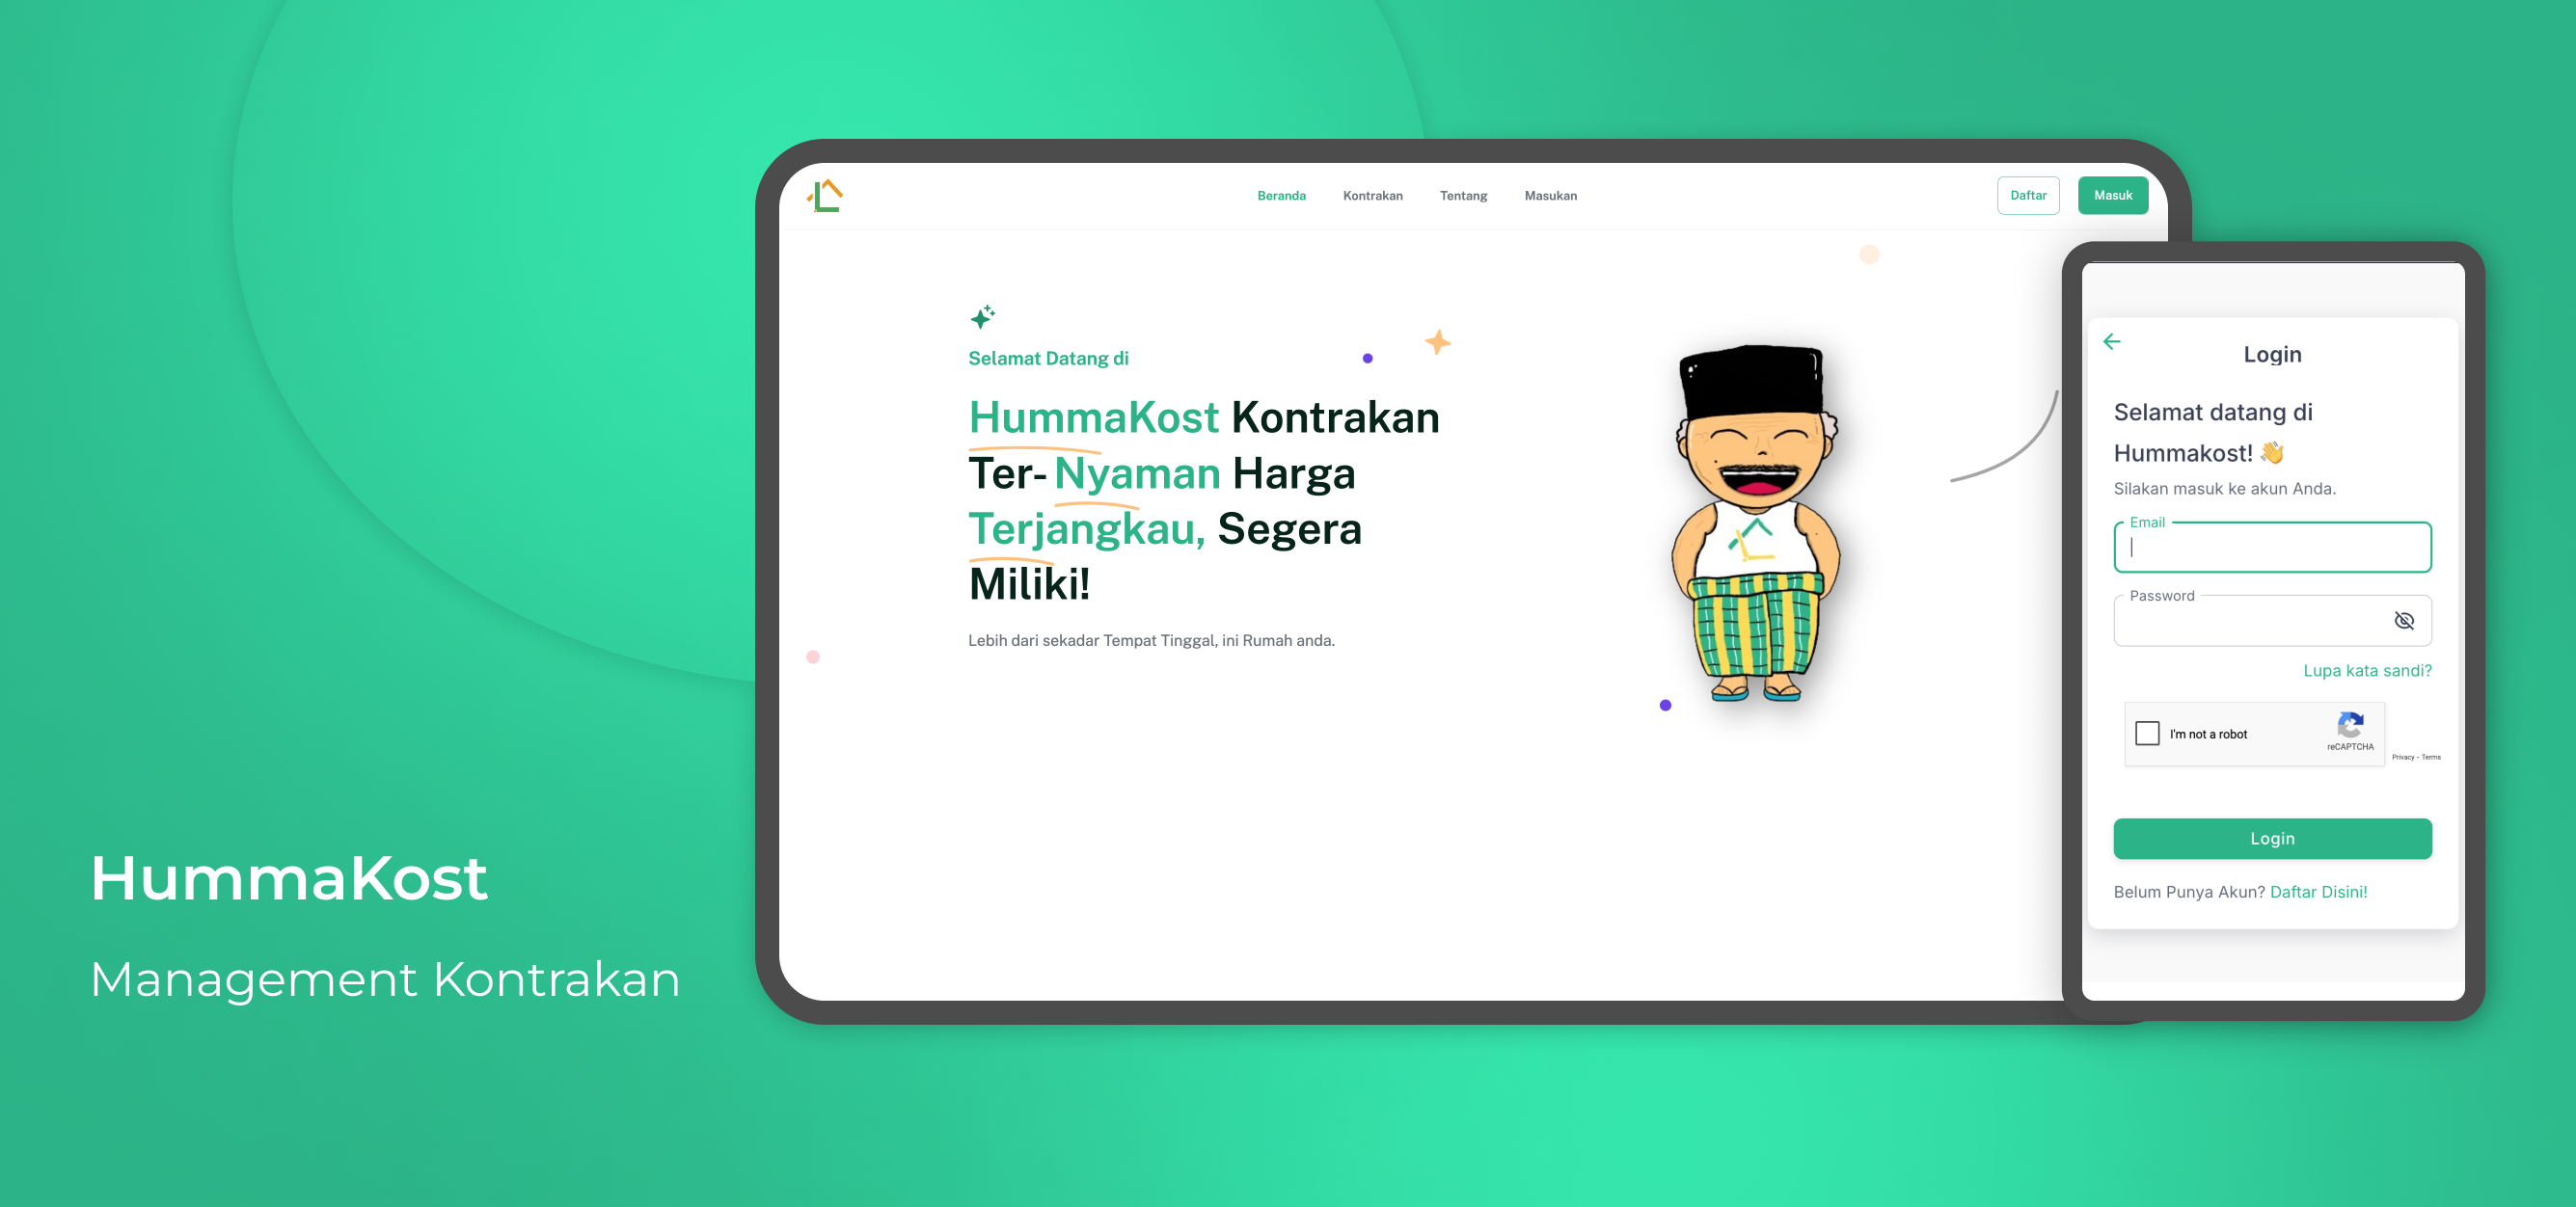 Beranda Kontrakan Tentang Masukan Daftar Masuk
Selamat Datang di
HummaKost Kontrakan
Ter- Nyaman Harga
Terjangkau, Segera
Miliki!
Lebih dari sekadar Tempat Tinggal, ini Rumah anda.
Login
Selamat datang di
Hummakost! 👋
Silakan masuk ke akun Anda.
Email
Password
Lupa kata sandi?
I'm not a robot
reCAPTCHA
Privacy - Terms
Login
Belum Punya Akun? Daftar Disini!
HummaKost
Management Kontrakan